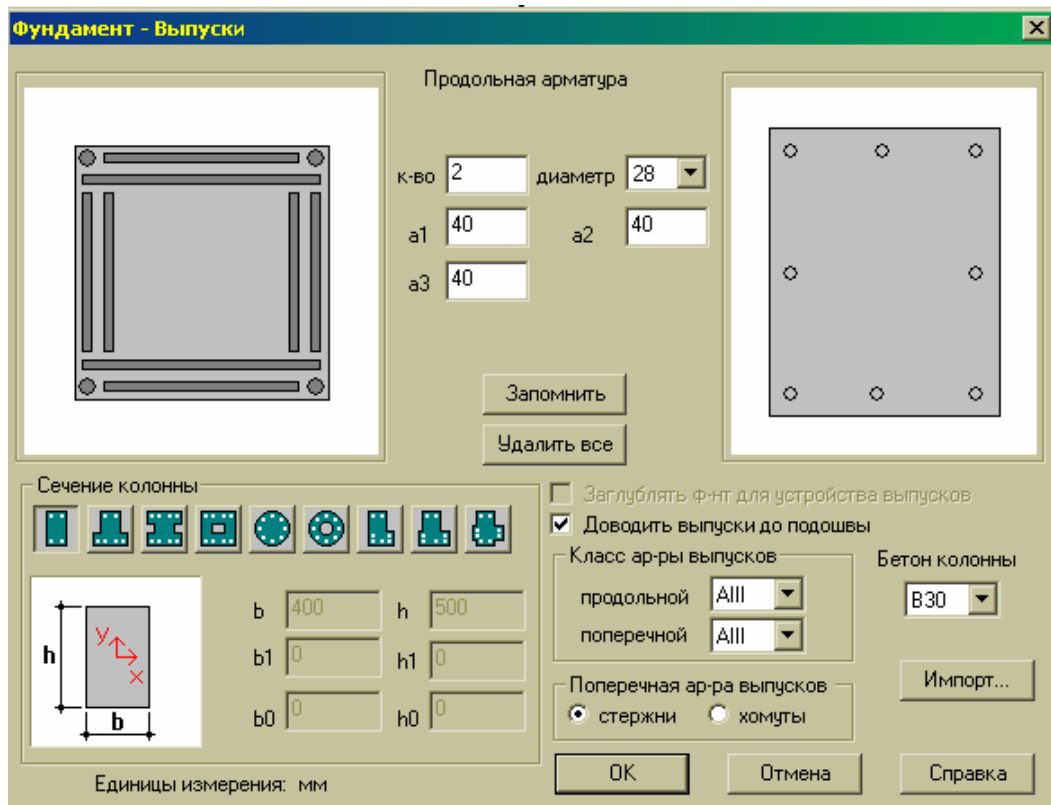 Фундамент - Выпуски
Продольная арматура
к-во 2 диаметр 28
a1 40 a2 40
a3 40
Запомнить
Удалить все
Сечение колонны
b 400 h 500
b1 0 h1 0
b0 0 h0 0
h
y
x
b
Единицы измерения: мм
Заглублять ф-нт для устройства выпусков
Доводить выпуски до подошвы
Класс ар-ры выпусков
продольной AIII
поперечной AIII
Бетон колонны
B30
Поперечная ар-ра выпусков
стержни хомуты
Импорт...
OK Отмена Справка